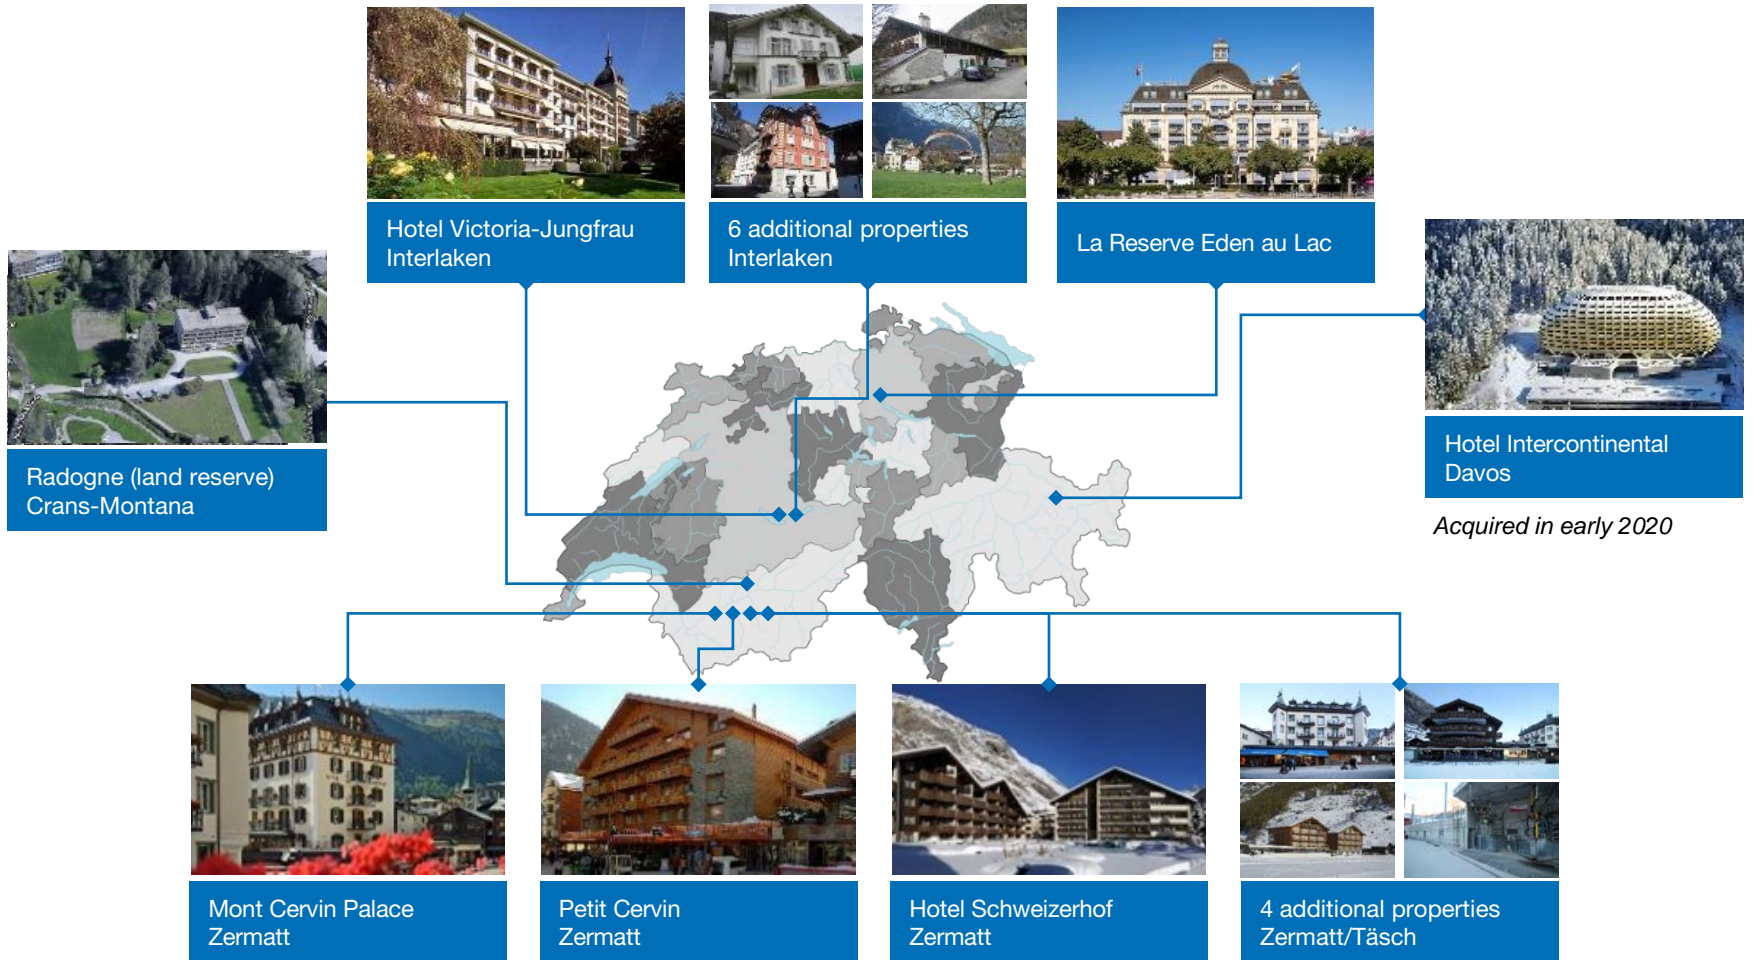 Hotel Victoria-Jungfrau
Interlaken
6 additional properties
Interlaken
La Reserve Eden au Lac
Radogne (land reserve)
Crans-Montana
Hotel Intercontinental
Davos
Acquired in early 2020
Mont Cervin Palace
Zermatt
Petit Cervin
Zermatt
Hotel Schweizerhof
Zermatt
4 additional properties
Zermatt/Täsch